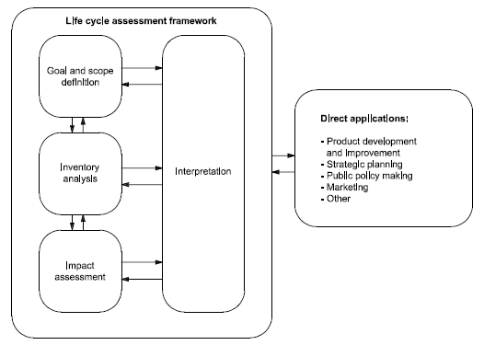 Life cycle assessment framework
Goal and scope
definition
Inventory
analysis
Impact
assessment
Interpretation
Direct applications:
- Product development
and improvement
- Strategic planning
- Public policy making
- Marketing
- Other